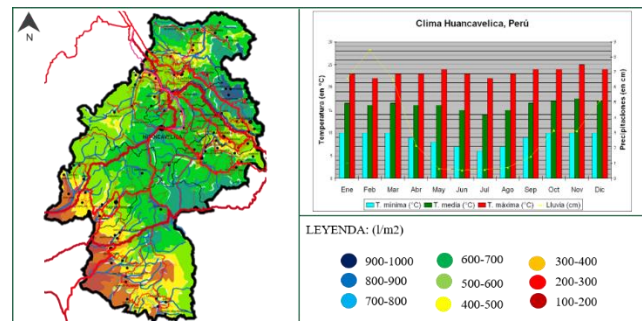 N
HUANCAVELICA
Clima Huancavelica, Perú
Temperatura (en °C)
Precipitaciones (en cm)
Ene Feb Mar Abr May Jun Jul Ago Sep Oct Nov Dic
T. mínima (°C) T. media (°C) T. máxima (°C) Lluvia (cm)
LEYENDA: (l/m2)
900-1000 600-700 300-400
800-900 500-600 200-300
700-800 400-500 100-200